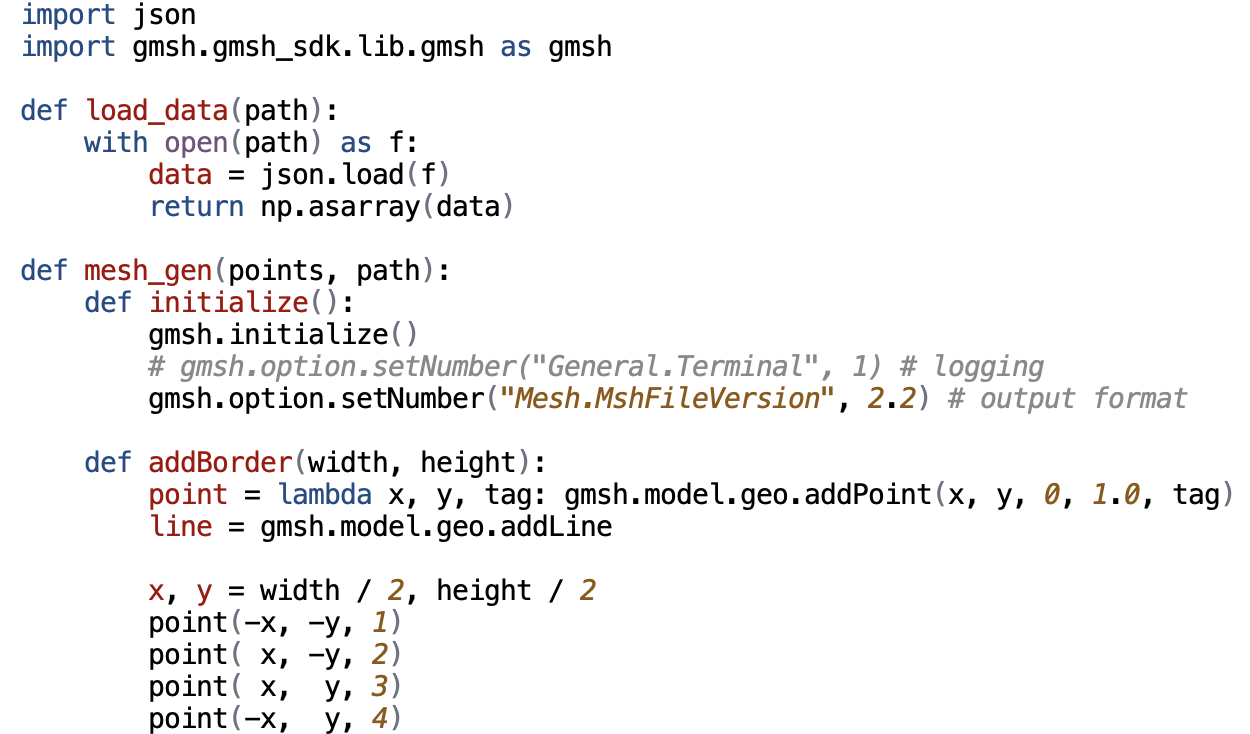 import json
import gmsh.gmsh_sdk.lib.gmsh as gmsh

def load_data(path):
    with open(path) as f:
        data = json.load(f)
        return np.asarray(data)

def mesh_gen(points, path):
    def initialize():
        gmsh.initialize()
        # gmsh.option.setNumber("General.Terminal", 1) # logging
        gmsh.option.setNumber("Mesh.MshFileVersion", 2.2) # output format

    def addBorder(width, height):
        point = lambda x, y, tag: gmsh.model.geo.addPoint(x, y, 0, 1.0, tag)
        line = gmsh.model.geo.addLine

        x, y = width / 2, height / 2
        point(-x, -y, 1)
        point( x, -y, 2)
        point( x,  y, 3)
        point(-x,  y, 4)